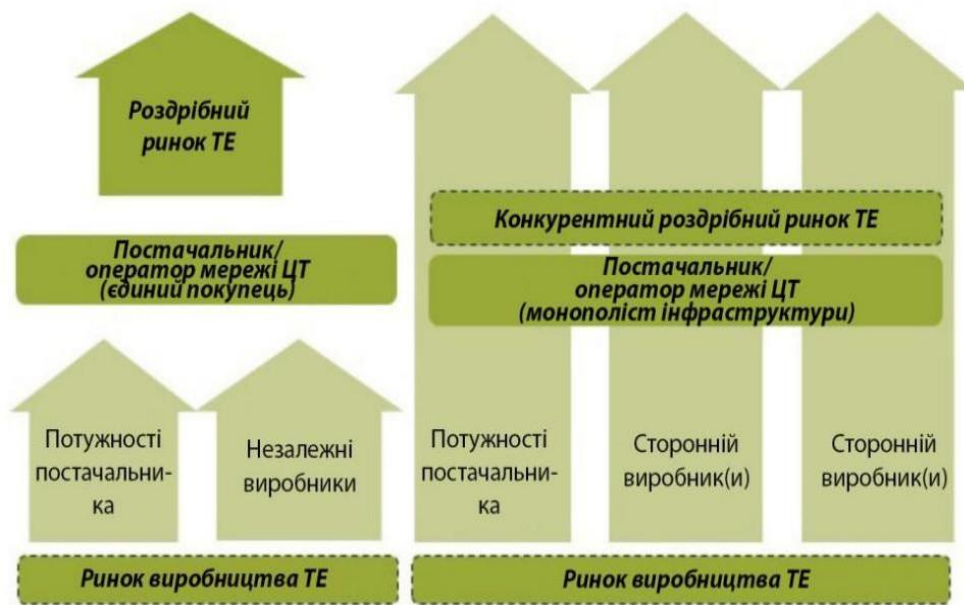 Роздрібний
ринок ТЕ
Постачальник/
оператор мережі ЦТ
(єдиний покупець)
Потужності
постачальни-
ка
Незалежні
виробники
Ринок виробництва ТЕ
Конкурентний роздрібний ринок ТЕ
Постачальник/
оператор мережі ЦТ
(монополіст інфраструктури)
Потужності
постачальни-
ка
Сторонній
виробник(и)
Сторонній
виробник(и)
Ринок виробництва ТЕ